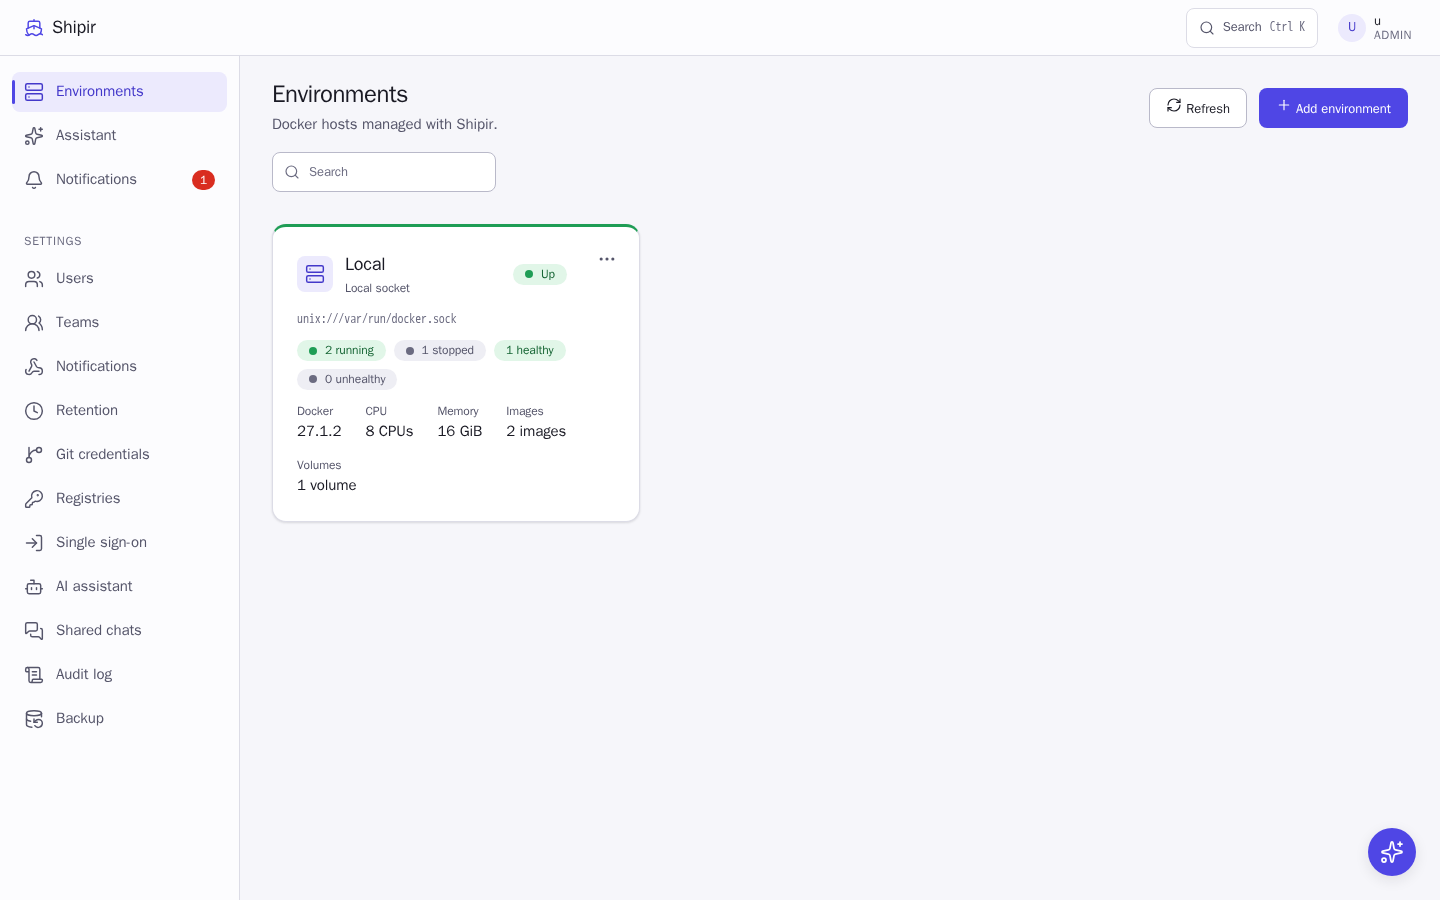 Shipir
Search Ctrl K
U
u
ADMIN
Environments
Assistant
Notifications
1
SETTINGS
Users
Teams
Notifications
Retention
Git credentials
Registries
Single sign-on
AI assistant
Shared chats
Audit log
Backup
Environments
Docker hosts managed with Shipir.
Refresh
Add environment
Search
Local
Local socket
Up
unix:///var/run/docker.sock
2 running
1 stopped
1 healthy
0 unhealthy
Docker
27.1.2
CPU
8 CPUs
Memory
16 GiB
Images
2 images
Volumes
1 volume